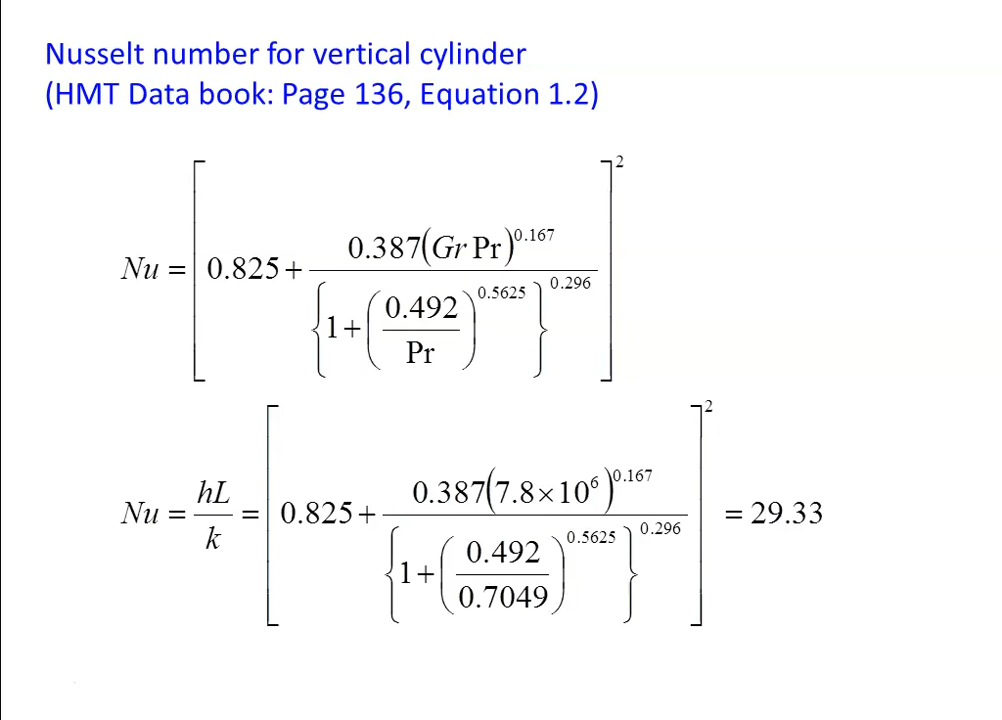 Nusselt number for vertical cylinder
(HMT Data book: Page 136, Equation 1.2)
Nu = [ 0.825 + 0.387(Gr Pr)^0.167 / {1 + (0.492 / Pr)^0.5625}^0.296 ]^2
Nu = hL / k = [ 0.825 + 0.387(7.8×10^6)^0.167 / {1 + (0.492 / 0.7049)^0.5625}^0.296 ]^2 = 29.33